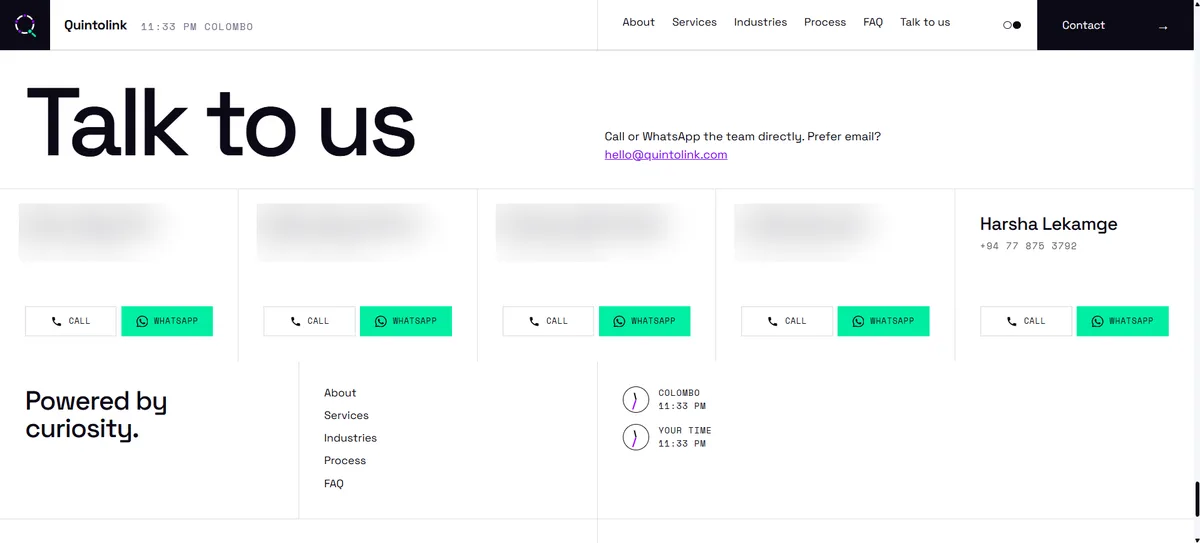 Quintolink
11:33 PM COLOMBO
About
Services
Industries
Process
FAQ
Talk to us
Contact →
Talk to us
Call or WhatsApp the team directly. Prefer email?
hello@quintolink.com
Harsha Lekamge
+94 77 875 3792
CALL
WHATSAPP
CALL
WHATSAPP
CALL
WHATSAPP
CALL
WHATSAPP
CALL
WHATSAPP
Powered by
curiosity.
About
Services
Industries
Process
FAQ
COLOMBO
11:33 PM
YOUR TIME
11:33 PM